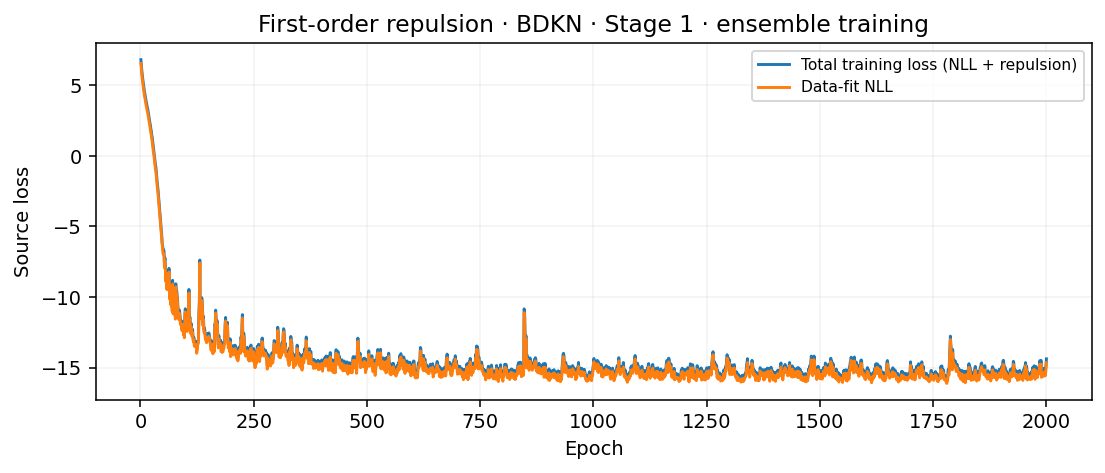 First-order repulsion · BDKN · Stage 1 · ensemble training
Total training loss (NLL + repulsion)
Data-fit NLL
Source loss
5
0
−5
−10
−15
0 250 500 750 1000 1250 1500 1750 2000
Epoch